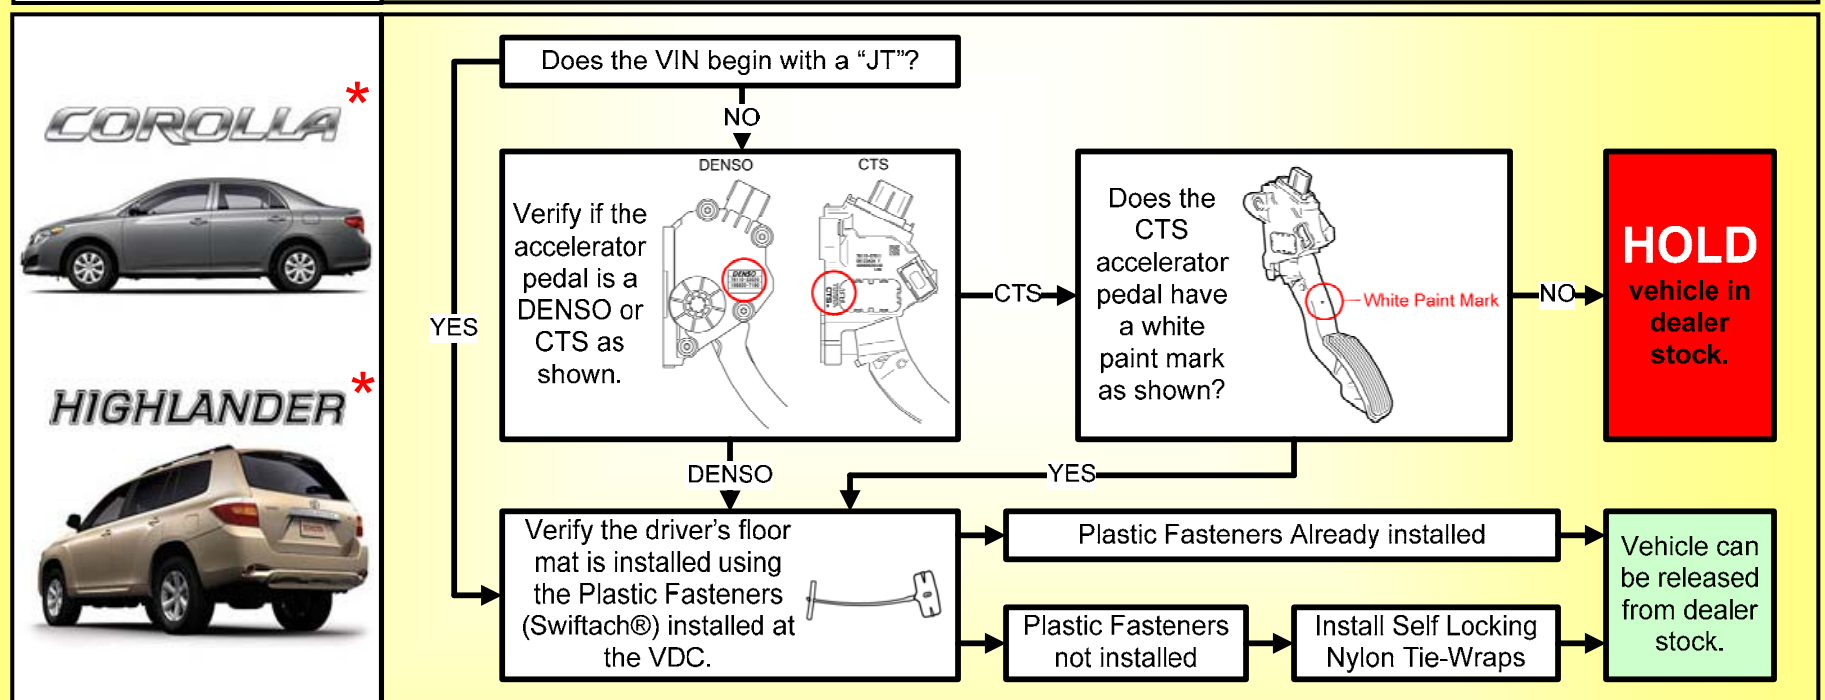 COROLLA *
HIGHLANDER *
Does the VIN begin with a “JT”?
YES
NO
DENSO
CTS
Verify if the
accelerator
pedal is a
DENSO or
CTS as
shown.
DENSO
CTS
CTS
Does the
CTS
accelerator
pedal have
a white
paint mark
as shown?
White Paint Mark
NO
HOLD
vehicle in
dealer
stock.
DENSO
YES
Verify the driver’s floor
mat is installed using
the Plastic Fasteners
(Swiftach®) installed at
the VDC.
Plastic Fasteners Already installed
Plastic Fasteners
not installed
Install Self Locking
Nylon Tie-Wraps
Vehicle can
be released
from dealer
stock.